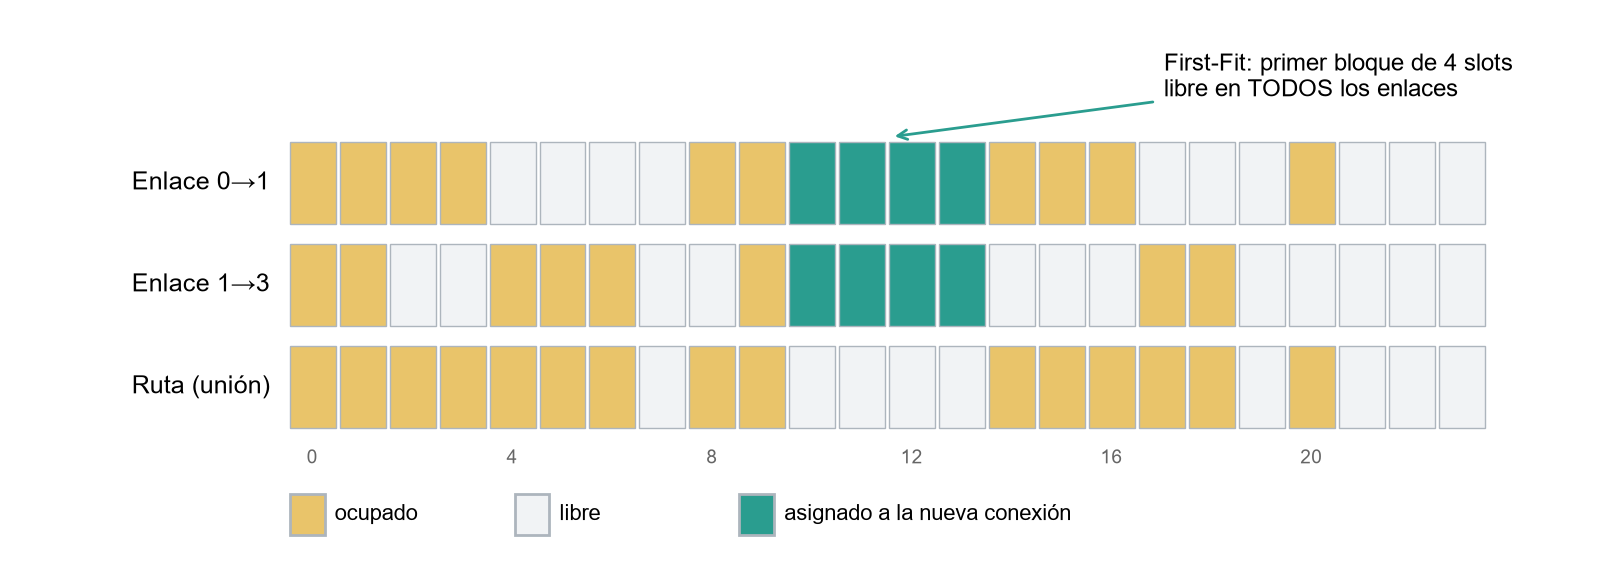 First-Fit: primer bloque de 4 slots
libre en TODOS los enlaces
Enlace 0→1
Enlace 1→3
Ruta (unión)
0 4 8 12 16 20
ocupado libre asignado a la nueva conexión